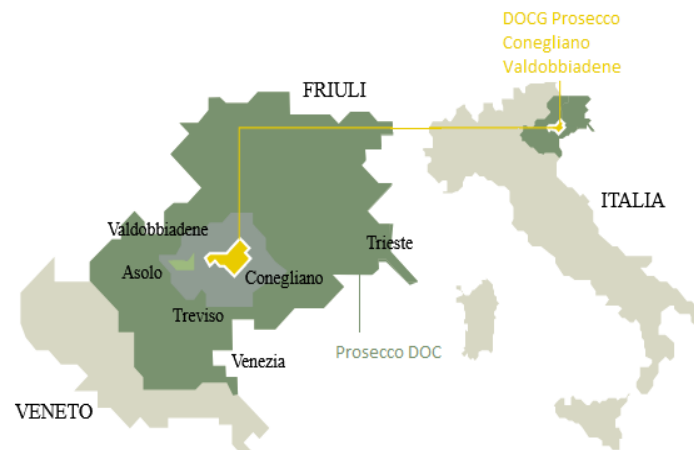 DOCG Prosecco
Conegliano
Valdobbiadene
FRIULI
ITALIA
Valdobbiadene
Trieste
Asolo
Conegliano
Treviso
Prosecco DOC
Venezia
VENETO